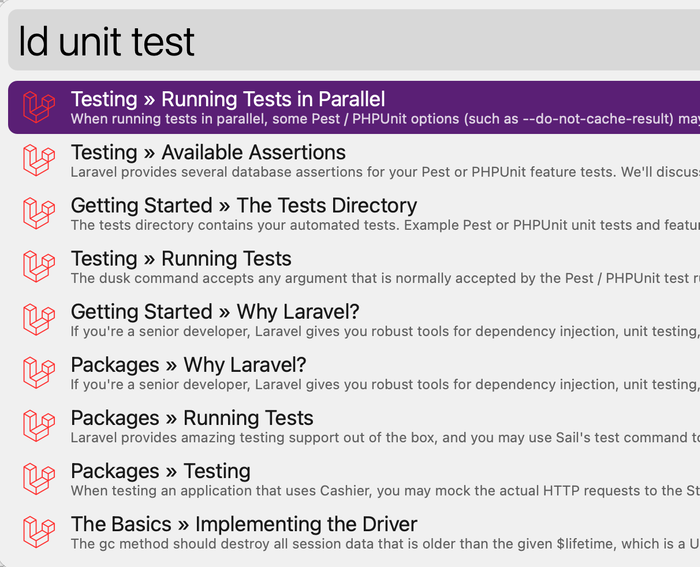 ld unit test
Testing » Running Tests in Parallel
When running tests in parallel, some Pest / PHPUnit options (such as --do-not-cache-result) may
Testing » Available Assertions
Laravel provides several database assertions for your Pest or PHPUnit feature tests. We'll discus
Getting Started » The Tests Directory
The tests directory contains your automated tests. Example Pest or PHPUnit unit tests and featu
Testing » Running Tests
The dusk command accepts any argument that is normally accepted by the Pest / PHPUnit test r
Getting Started » Why Laravel?
If you're a senior developer, Laravel gives you robust tools for dependency injection, unit testing,
Packages » Why Laravel?
If you're a senior developer, Laravel gives you robust tools for dependency injection, unit testing,
Packages » Running Tests
Laravel provides amazing testing support out of the box, and you may use Sail's test command to
Packages » Testing
When testing an application that uses Cashier, you may mock the actual HTTP requests to the St
The Basics » Implementing the Driver
The gc method should destroy all session data that is older than the given $lifetime, which is a U